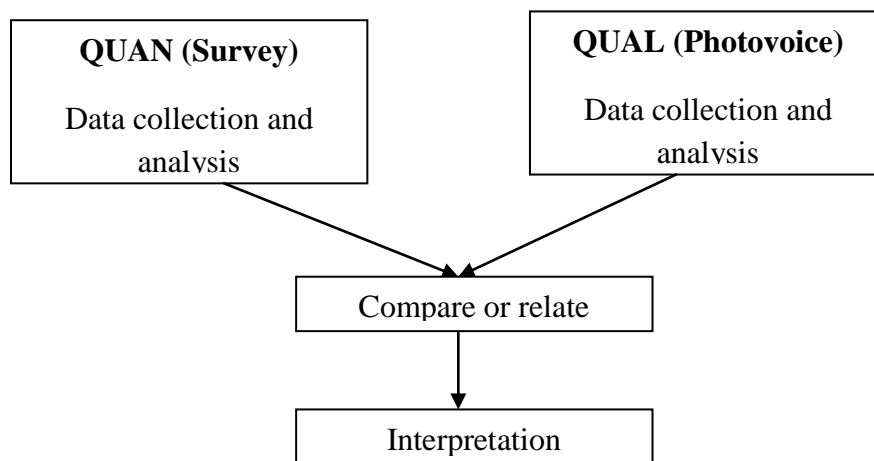 QUAN (Survey)
Data collection and
analysis
QUAL (Photovoice)
Data collection and
analysis
Compare or relate
Interpretation